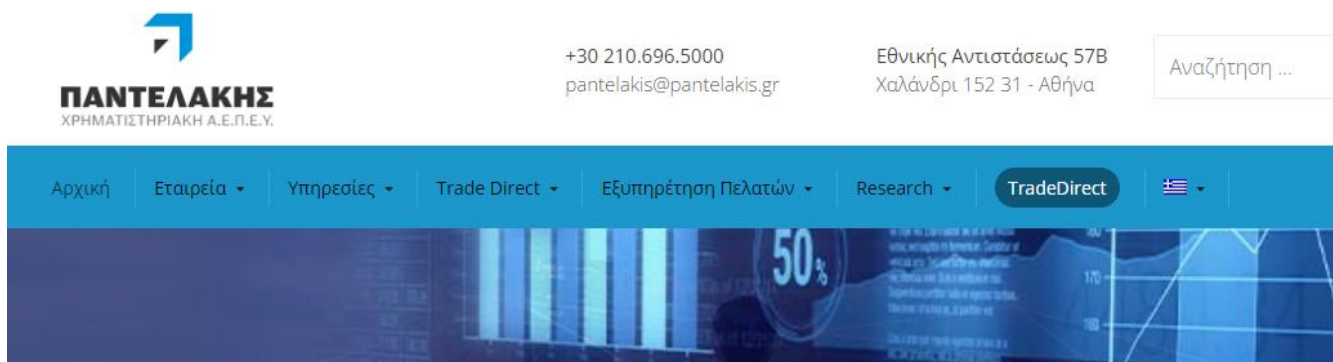 ΠΑΝΤΕΛΑΚΗΣ
ΧΡΗΜΑΤΙΣΤΗΡΙΑΚΗ Α.Ε.Π.Ε.Υ.
+30 210.696.5000
pantelakis@pantelakis.gr
Εθνικής Αντιστάσεως 57Β
Χαλάνδρι 152 31 - Αθήνα
Αναζήτηση ...
Αρχική Εταιρεία Υπηρεσίες Trade Direct Εξυπηρέτηση Πελατών Research TradeDirect
50%
170